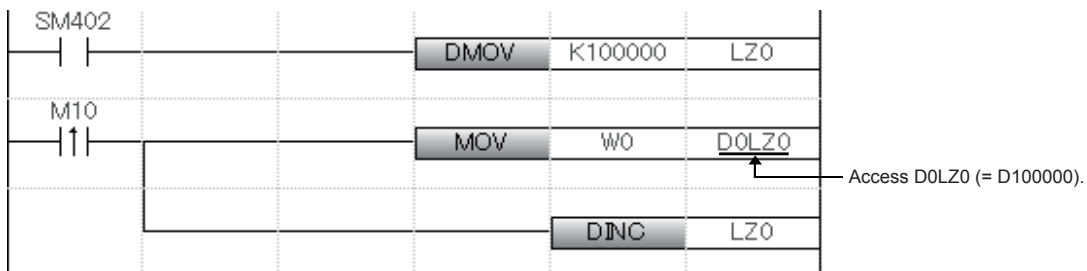 SM402
DMOV K100000 LZ0
M10
MOV W0 D0LZ0
Access D0LZ0 (= D100000).
DINC LZ0